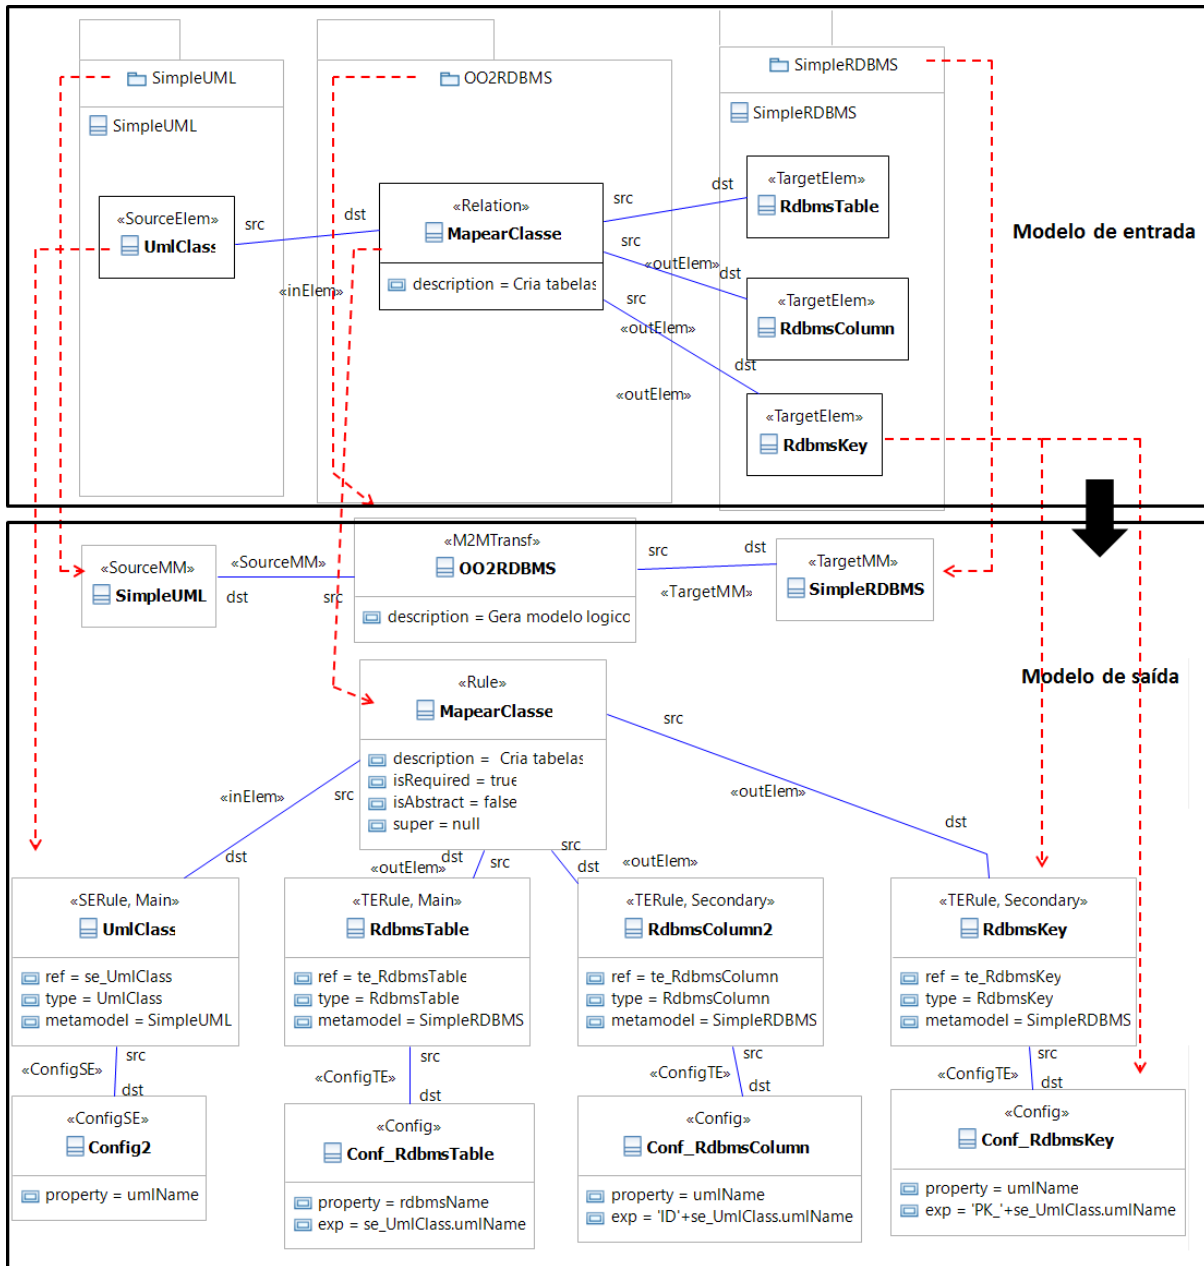 SimpleUML
OO2RDBMS
SimpleRDBMS
SimpleUML
SimpleRDBMS
«SourceElem»
UmlClass
src
dst
«inElem»
«Relation»
MapearClasse
description = Cria tabelas
src
dst
«TargetElem»
RdbmsTable
src
«outElem»
dst
«TargetElem»
RdbmsColumn
src
«outElem»
dst
«outElem»
«TargetElem»
RdbmsKey
Modelo de entrada
«SourceMM»
SimpleUML
«SourceMM»
dst
src
«M2MTransf»
OO2RDBMS
description = Gera modelo logico
src
dst
«TargetMM»
«TargetMM»
SimpleRDBMS
Modelo de saída
«Rule»
MapearClasse
description = Cria tabelas
isRequired = true
isAbstract = false
super = null
src
«inElem»
src
«outElem»
dst
dst
«outElem»
dst
src
src
dst
«outElem»
«SERule, Main»
UmlClass
ref = se_UmlClass
type = UmlClass
metamodel = SimpleUML
«TERule, Main»
RdbmsTable
ref = te_RdbmsTable
type = RdbmsTable
metamodel = SimpleRDBMS
«TERule, Secondary»
RdbmsColumn2
ref = te_RdbmsColumn
type = RdbmsColumn
metamodel = SimpleRDBMS
«TERule, Secondary»
RdbmsKey
ref = te_RdbmsKey
type = RdbmsKey
metamodel = SimpleRDBMS
src
«ConfigSE»
dst
src
«ConfigTE»
dst
src
«ConfigTE»
dst
src
«ConfigTE»
dst
«ConfigSE»
Config2
property = umlName
«Config»
Conf_RdbmsTable
property = rdbmsName
exp = se_UmlClass.umlName
«Config»
Conf_RdbmsColumn
property = umlName
exp = 'ID'+se_UmlClass.umlName
«Config»
Conf_RdbmsKey
property = umlName
exp = 'PK_'+se_UmlClass.umlName